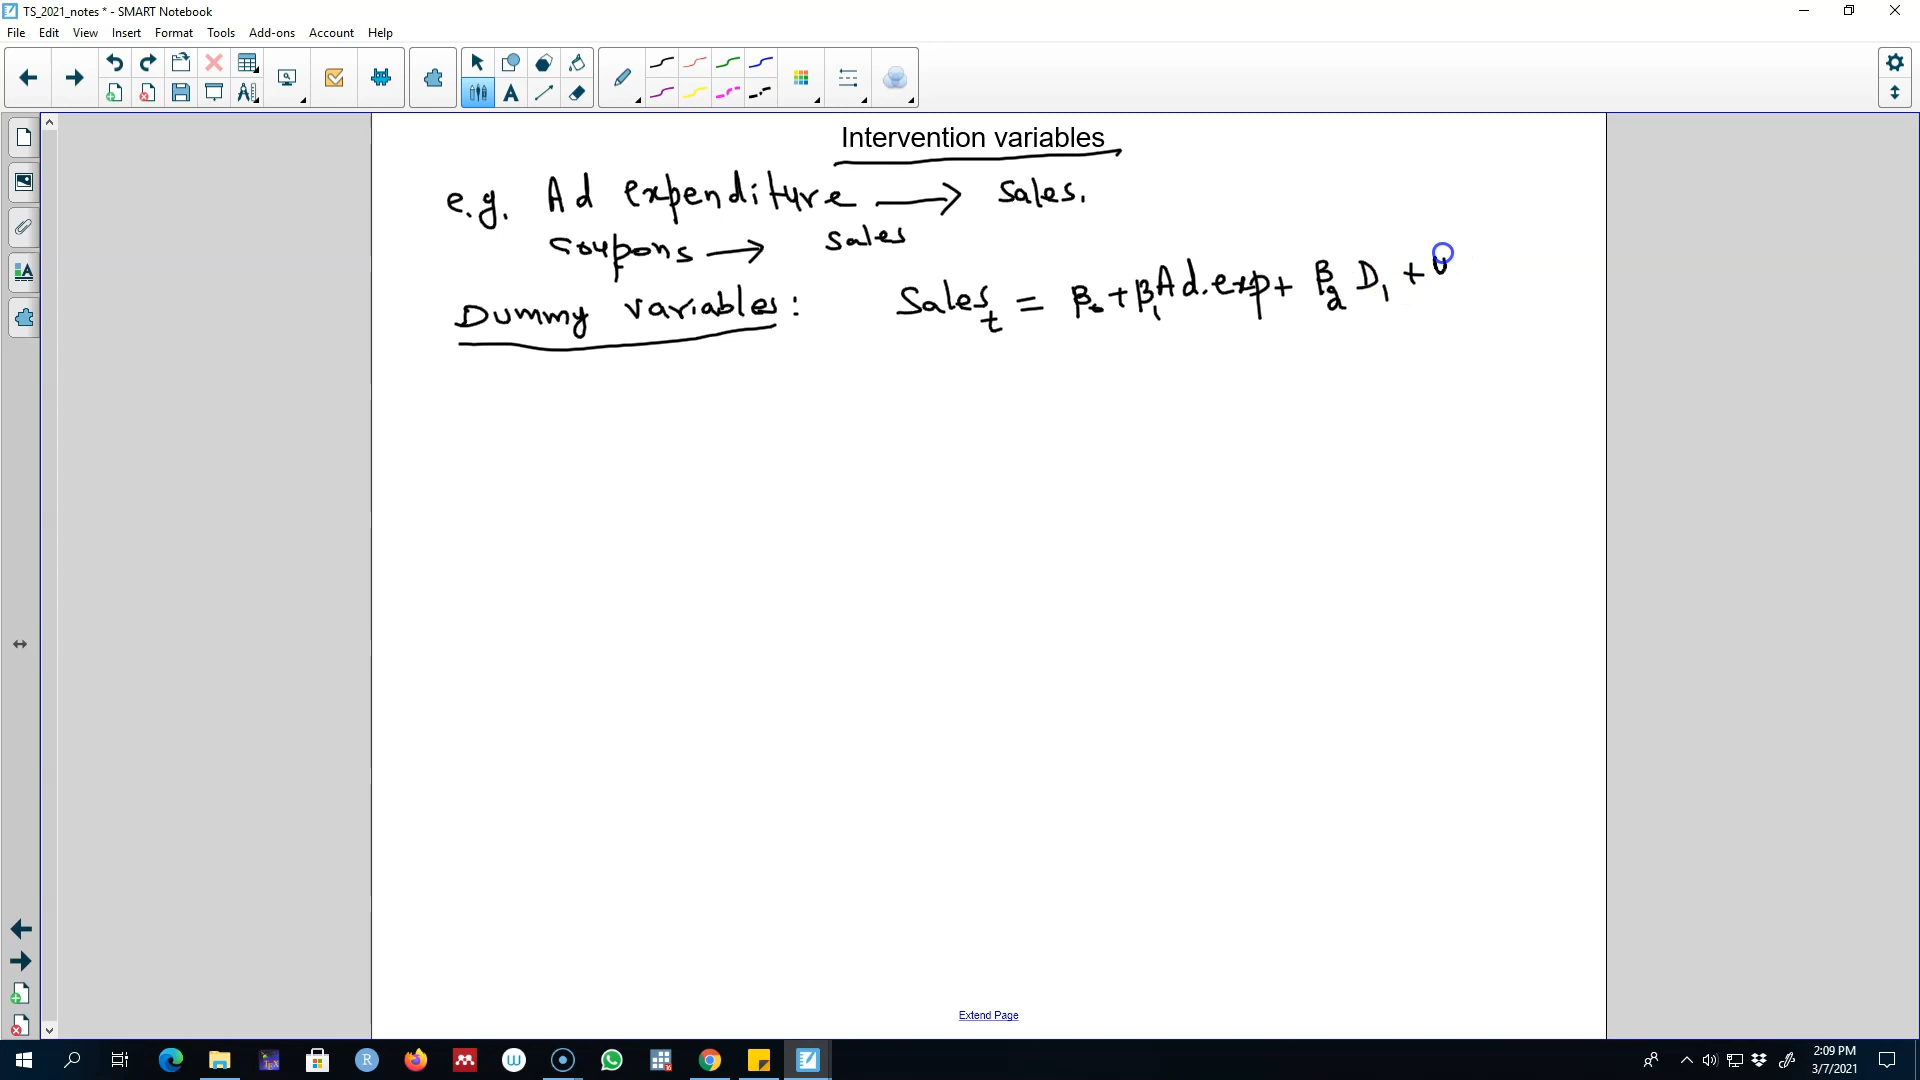 TS_2021_notes * - SMART Notebook
File Edit View Insert Format Tools Add-ons Account Help
Intervention variables
e.g. Ad expenditure → Sales.
Coupons → Sales
Dummy variables: Sales_t = β₀ + β₁ Ad.exp + β₂ D₁ + U
Extend Page
2:09 PM
3/7/2021